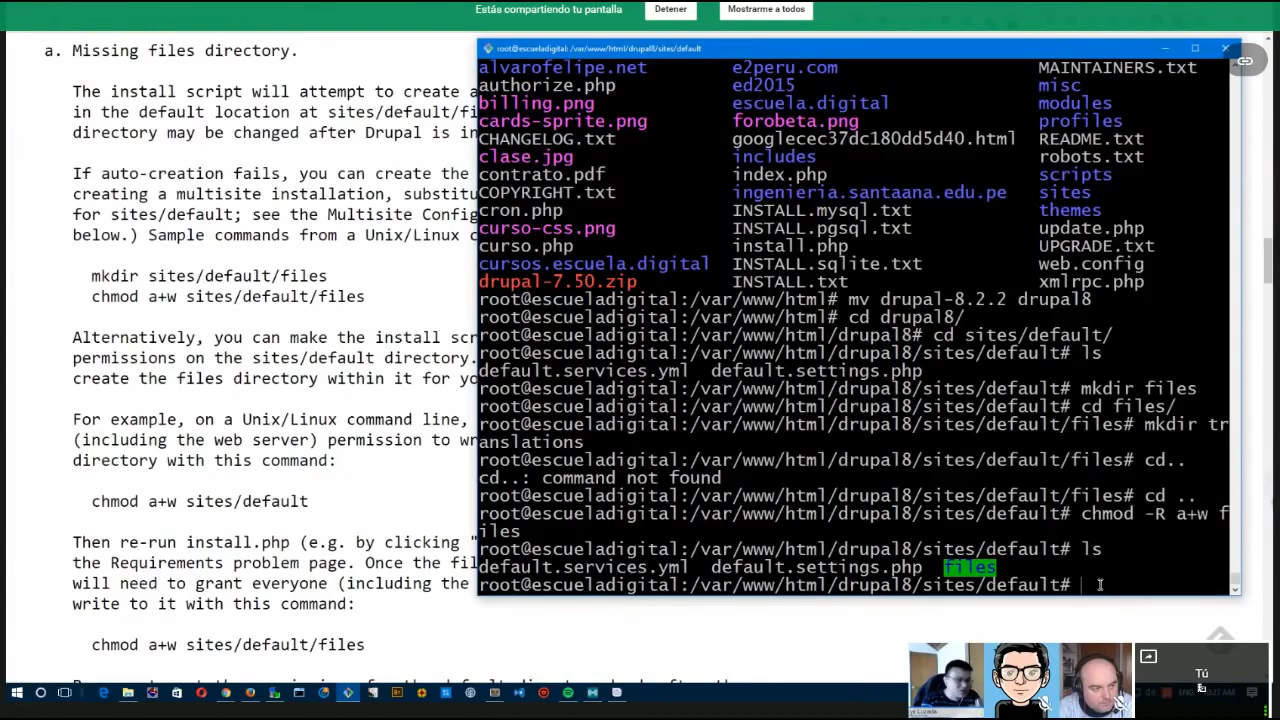 Estás compartiendo tu pantalla
Detener
Mostrarme a todos
a. Missing files directory.
The install script will attempt to create a
in the default location at sites/default/fi
directory may be changed after Drupal is in
If auto-creation fails, you can create the
creating a multisite installation, substitu
for sites/default; see the Multisite Config
below.) Sample commands from a Unix/Linux c
mkdir sites/default/files
chmod a+w sites/default/files
Alternatively, you can make the install scr
permissions on the sites/default directory.
create the files directory within it for yo
For example, on a Unix/Linux command line,
(including the web server) permission to wr
directory with this command:
chmod a+w sites/default
Then re-run install.php (e.g. by clicking "
the Requirements problem page. Once the fil
will need to grant everyone (including the
write to it with this command:
chmod a+w sites/default/files
root@escueladigital: /var/www/html/drupal8/sites/default
alvarofelipe.net e2peru.com MAINTAINERS.txt
authorize.php ed2015 misc
billing.png escuela.digital modules
cards-sprite.png forobeta.png profiles
CHANGELOG.txt googlecec37dc180dd5d40.html README.txt
clase.jpg includes robots.txt
contrato.pdf index.php scripts
COPYRIGHT.txt ingenieria.santaana.edu.pe sites
cron.php INSTALL.mysql.txt themes
curso-css.png INSTALL.pgsql.txt update.php
curso.php install.php UPGRADE.txt
cursos.escuela.digital INSTALL.sqlite.txt web.config
drupal-7.50.zip INSTALL.txt xmlrpc.php
root@escueladigital:/var/www/html# mv drupal-8.2.2 drupal8
root@escueladigital:/var/www/html# cd drupal8/
root@escueladigital:/var/www/html/drupal8# cd sites/default/
root@escueladigital:/var/www/html/drupal8/sites/default# ls
default.services.yml default.settings.php
root@escueladigital:/var/www/html/drupal8/sites/default# mkdir files
root@escueladigital:/var/www/html/drupal8/sites/default# cd files/
root@escueladigital:/var/www/html/drupal8/sites/default/files# mkdir tr
anslations
root@escueladigital:/var/www/html/drupal8/sites/default/files# cd..
cd..: command not found
root@escueladigital:/var/www/html/drupal8/sites/default/files# cd ..
root@escueladigital:/var/www/html/drupal8/sites/default# chmod -R a+w f
iles
root@escueladigital:/var/www/html/drupal8/sites/default# ls
default.services.yml default.settings.php files
root@escueladigital:/var/www/html/drupal8/sites/default#
Tú
ENG